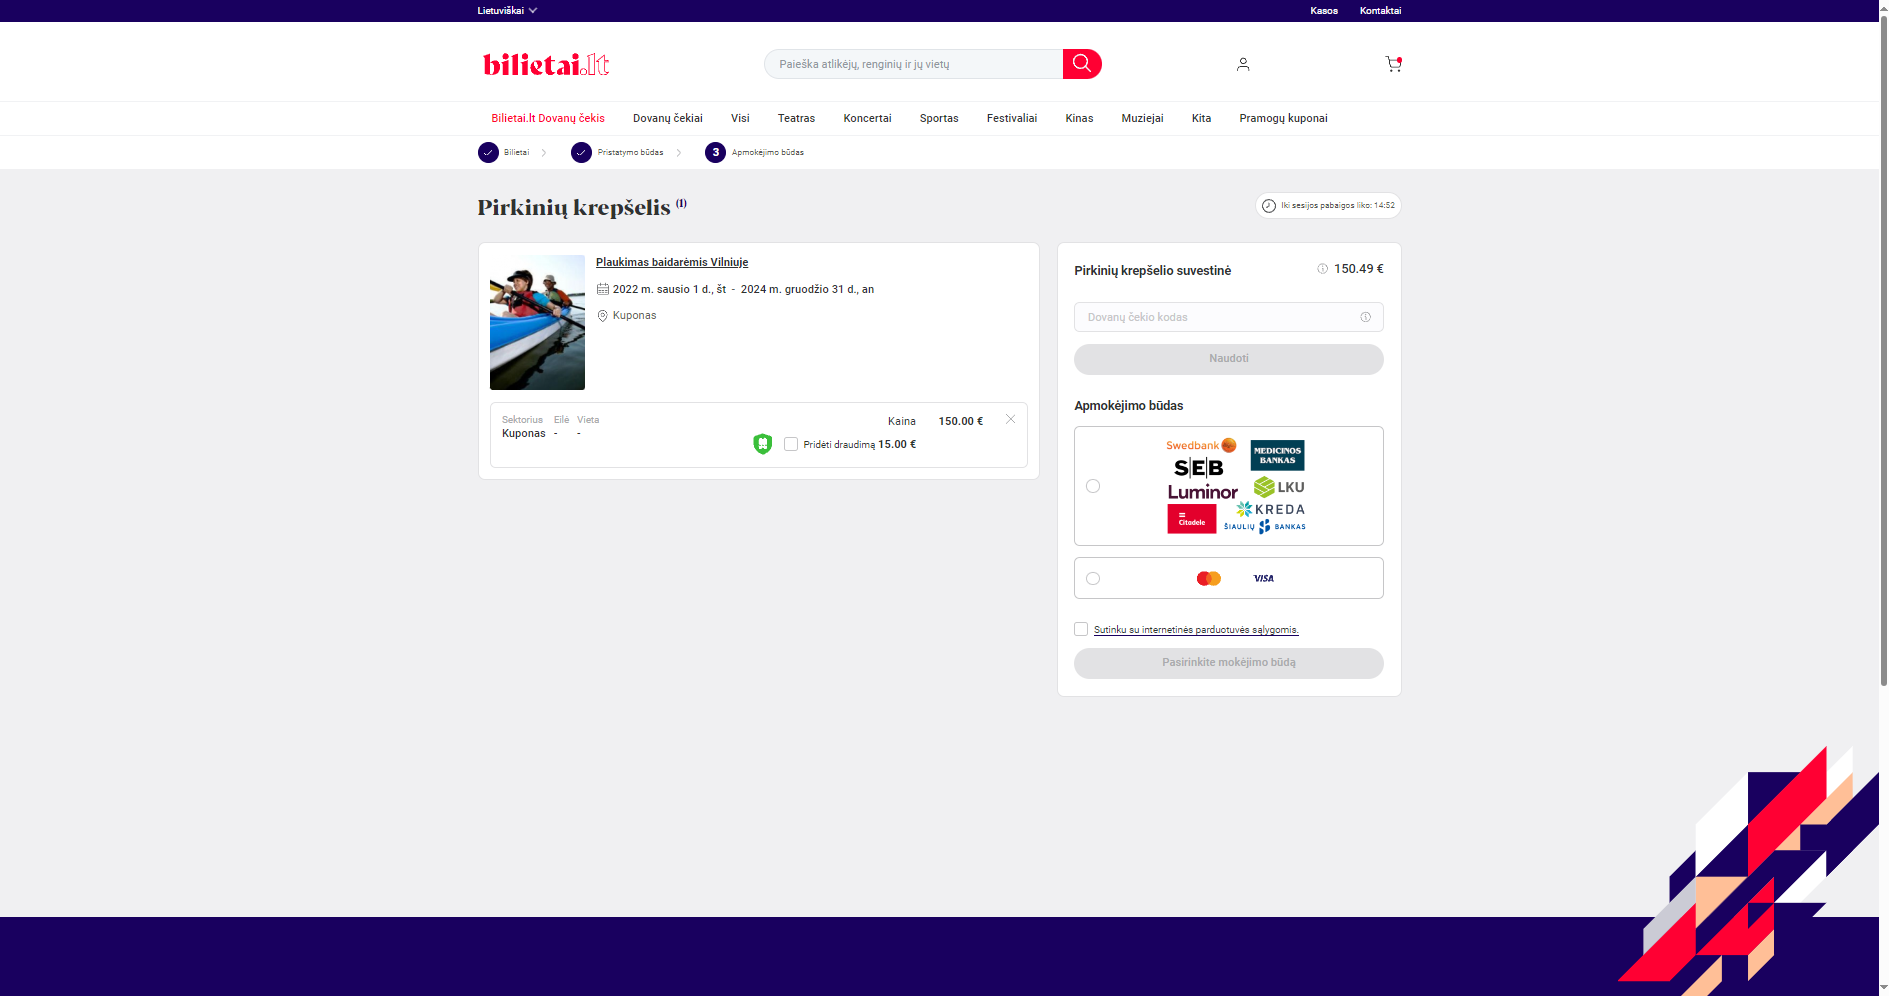 Lietuviškai
Kasos Kontaktai
bilietai.lt
Paieška atlikėjų, renginių ir jų vietų
Bilietai.lt Dovanų čekis Dovanų čekiai Visi Teatras Koncertai Sportas Festivaliai Kinas Muziejai Kita Pramogų kuponai
Bilietai Pristatymo būdas 3 Apmokėjimo būdas
Pirkinių krepšelis (1)
Iki sesijos pabaigos liko: 14:52
Plaukimas baidarėmis Vilniuje
2022 m. sausio 1 d., št - 2024 m. gruodžio 31 d., an
Kuponas
Sektorius Eilė Vieta
Kuponas - -
Kaina 150.00 €
Pridėti draudimą 15.00 €
Pirkinių krepšelio suvestinė 150.49 €
Dovanų čekio kodas
Naudoti
Apmokėjimo būdas
Swedbank
MEDICINOS
BANKAS
SEB
Luminor
LKU
KREDA
Citadele
ŠIAULIŲ BANKAS
VISA
Sutinku su internetinės parduotuvės sąlygomis.
Pasirinkite mokėjimo būdą